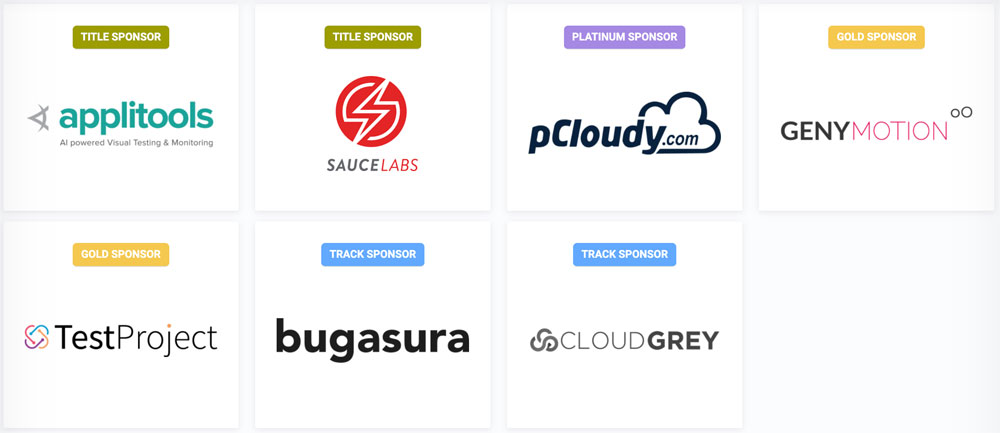 TITLE SPONSOR
applitools
AI powered Visual Testing & Monitoring
TITLE SPONSOR
SAUCELABS
PLATINUM SPONSOR
pCloudy.com
GOLD SPONSOR
GENYMOTION
GOLD SPONSOR
TestProject
TRACK SPONSOR
bugasura
TRACK SPONSOR
CLOUDGREY